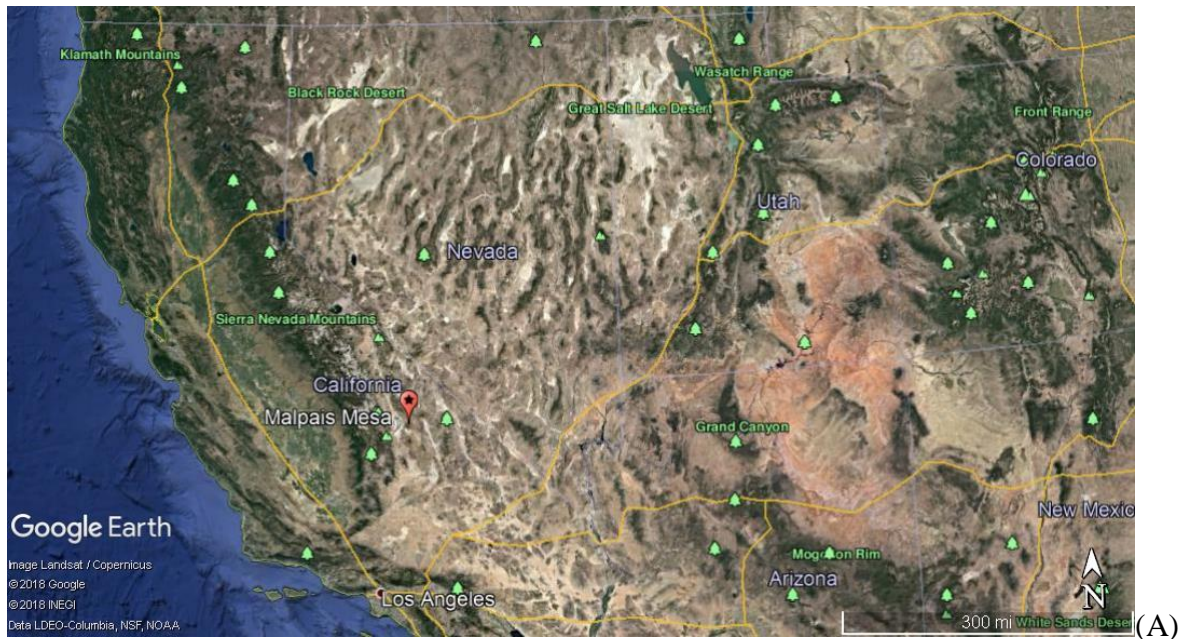 Klamath Mountains
Black Rock Desert
Wasatch Range
Great Salt Lake Desert
Front Range
Colorado
Utah
Nevada
Sierra Nevada Mountains
California
Malpais Mesa
Grand Canyon
New Mexico
Google Earth
Mogollon Rim
Arizona
Image Landsat / Copernicus
©2018 Google
©2018 INEGI
Data LDEO-Columbia, NSF, NOAA
Los Angeles
N
300 mi
White Sands Deser
(A)